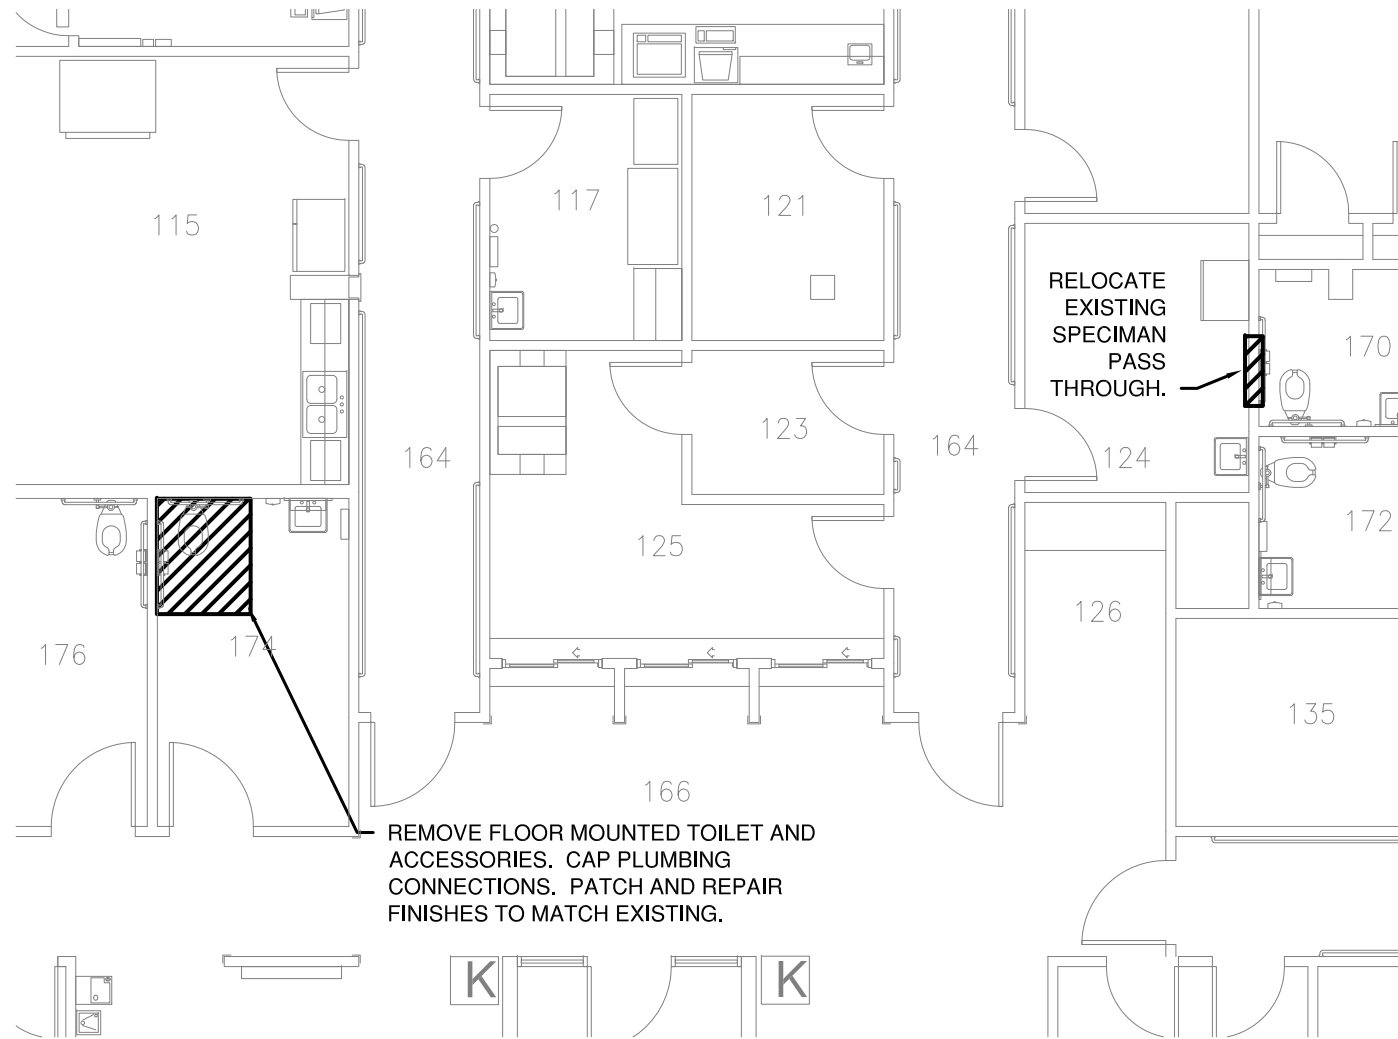 117
121
115
RELOCATE
EXISTING
SPECIMAN
PASS
THROUGH.
170
123
164
164
124
172
125
126
176
174
135
166
REMOVE FLOOR MOUNTED TOILET AND
ACCESSORIES.  CAP PLUMBING
CONNECTIONS.  PATCH AND REPAIR
FINISHES TO MATCH EXISTING.
K
K